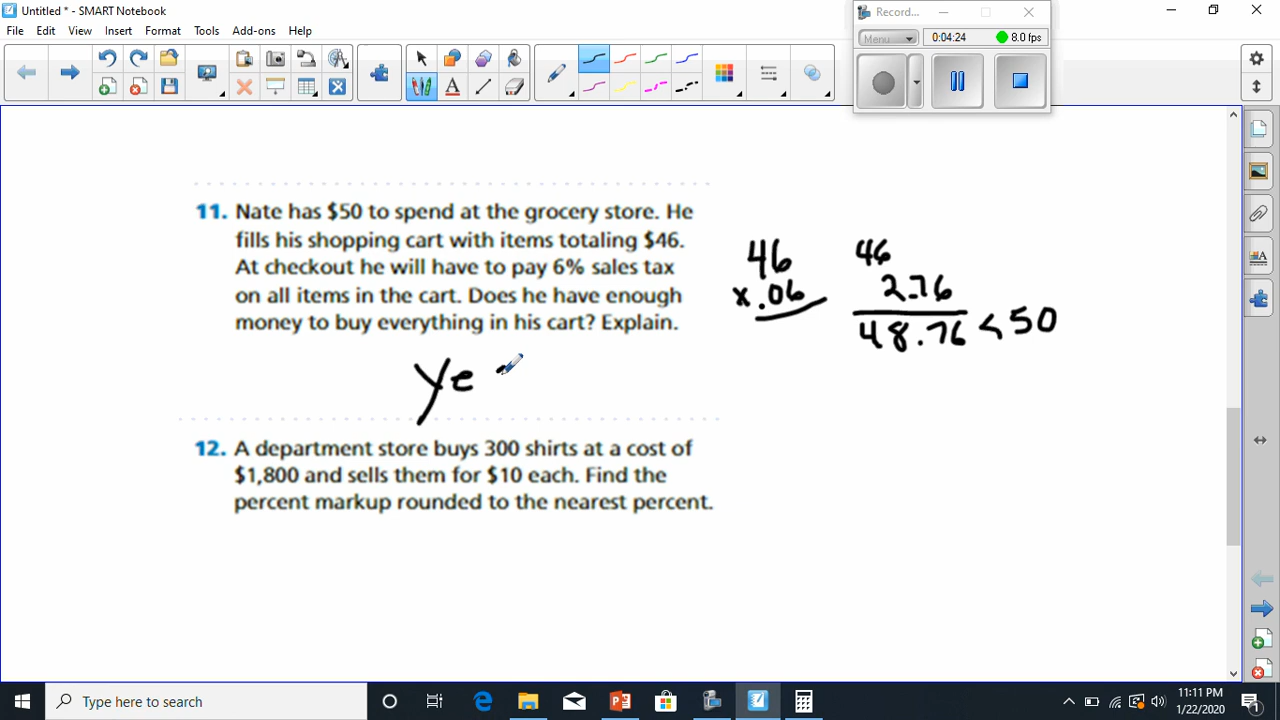 Untitled * - SMART Notebook
File Edit View Insert Format Tools Add-ons Help
Record...
Menu
0:04:24
8.0 fps
11. Nate has $50 to spend at the grocery store. He
fills his shopping cart with items totaling $46.
At checkout he will have to pay 6% sales tax
on all items in the cart. Does he have enough
money to buy everything in his cart? Explain.
46
x .06
46
2.76
48.76 < 50
Ye
12. A department store buys 300 shirts at a cost of
$1,800 and sells them for $10 each. Find the
percent markup rounded to the nearest percent.
Type here to search
11:11 PM
1/22/2020
1